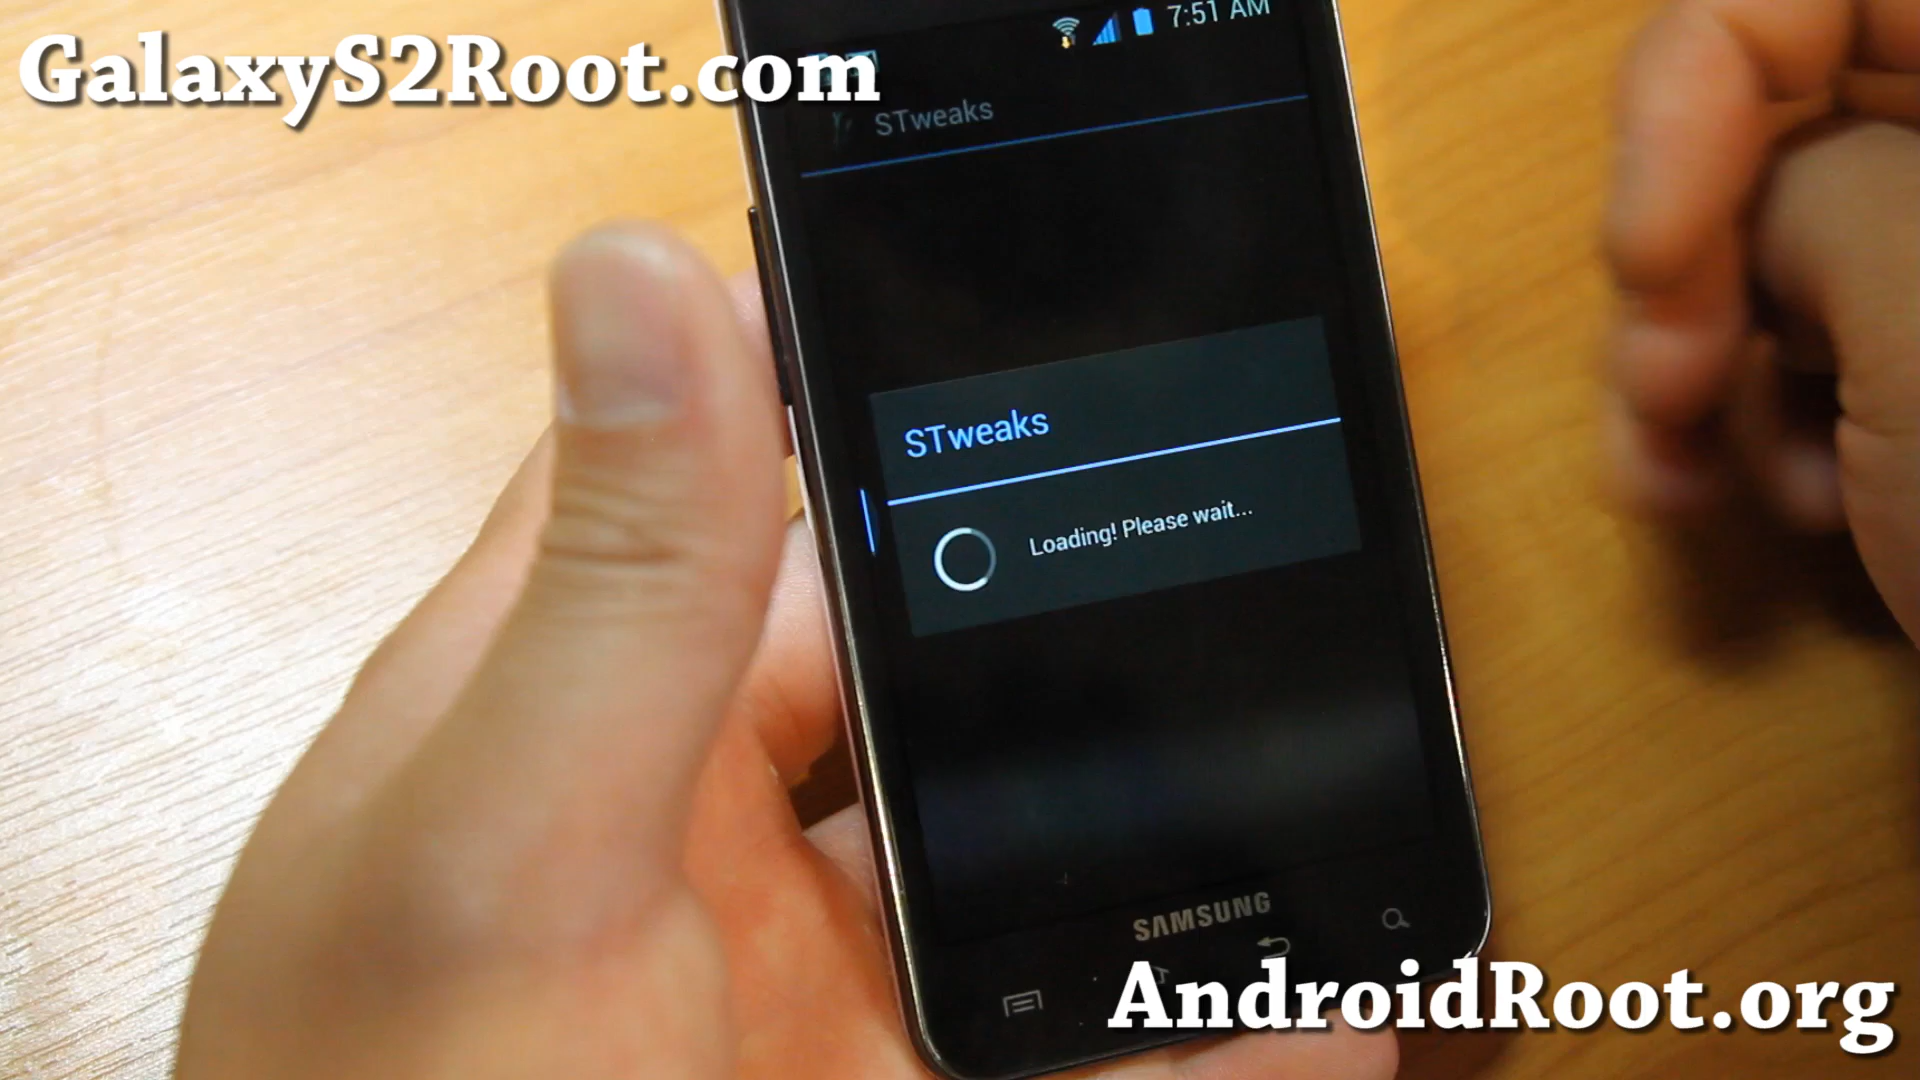 GalaxyS2Root.com
7:51 AM
STweaks
STweaks
Loading! Please wait...
SAMSUNG
AndroidRoot.org